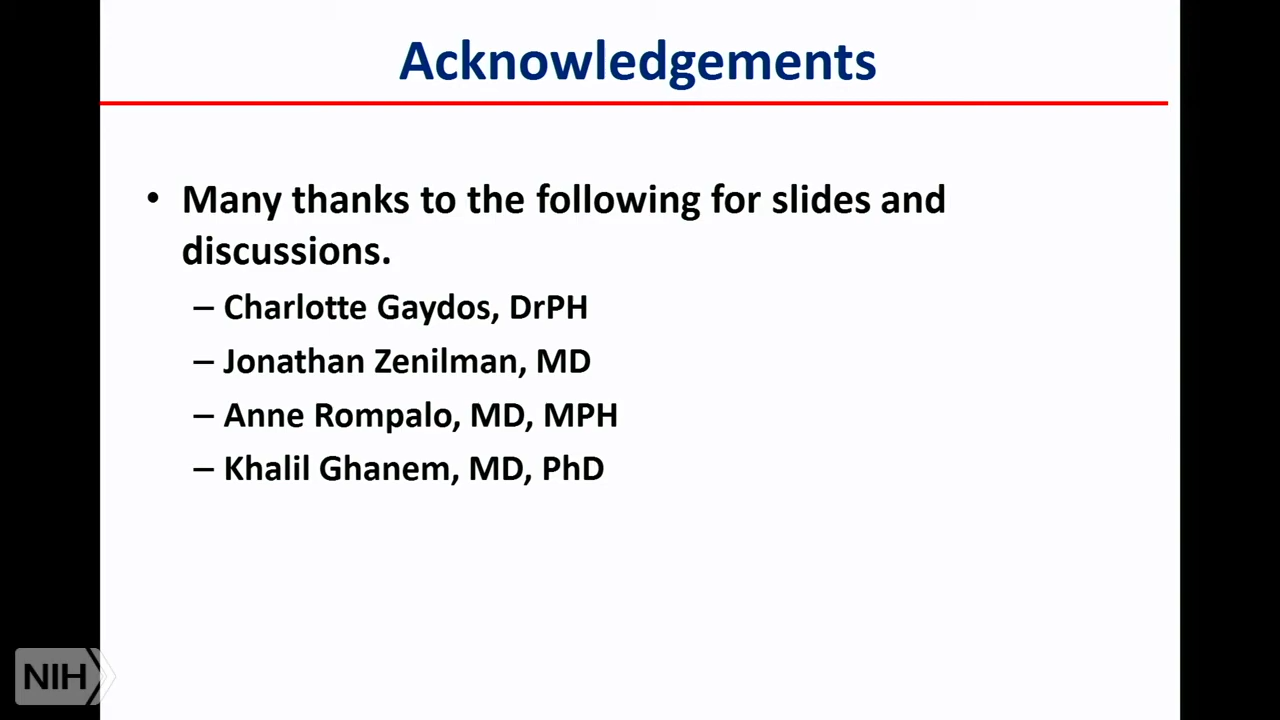 Acknowledgements
• Many thanks to the following for slides and
discussions.
– Charlotte Gaydos, DrPH
– Jonathan Zenilman, MD
– Anne Rompalo, MD, MPH
– Khalil Ghanem, MD, PhD
NIH